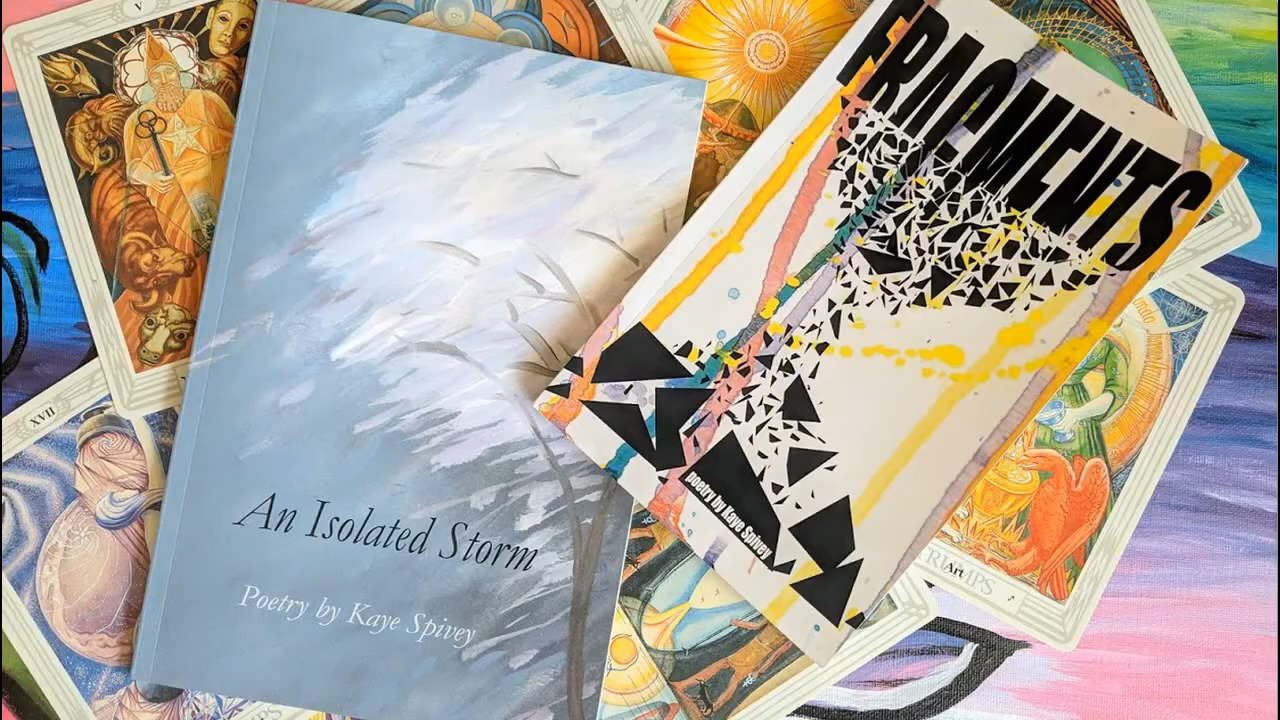 V
XVII
An Isolated Storm
Poetry by Kaye Spivey
FRAGMENTS
poetry by Kaye Spivey
Art